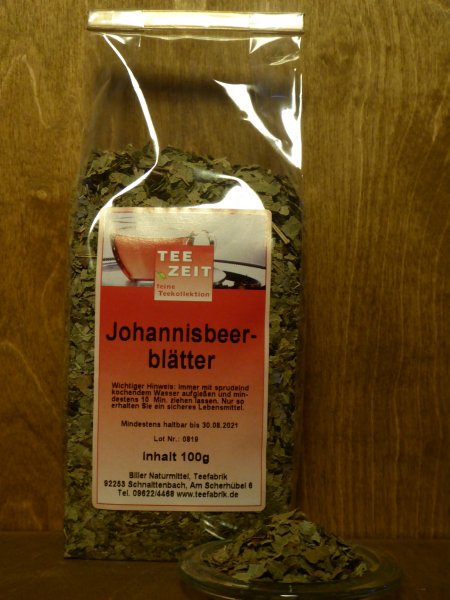 TEE
ZEIT
feine
Teekollektion
Johannisbeer-
blätter
Wichtiger Hinweis: Immer mit sprudelnd
kochendem Wasser aufgießen und min-
destens 10 Min. ziehen lassen. Nur so
erhalten Sie ein sicheres Lebensmittel.
Mindestens haltbar bis 30.08.2021
Lot Nr.: 0819
Inhalt 100g
Biller Naturmittel, Teefabrik
92253 Schnaittenbach, Am Scherhübel 6
Tel. 09622/4468 www.teefabrik.de